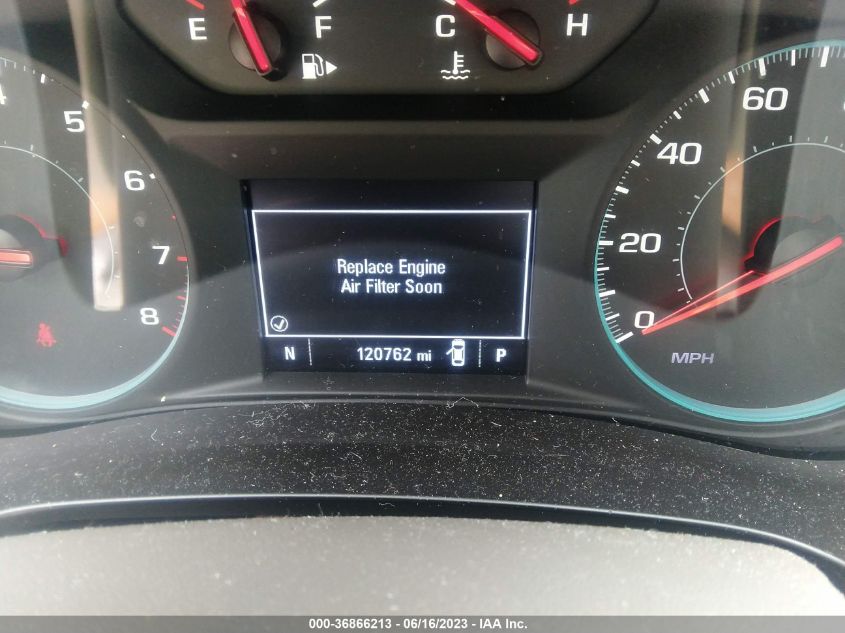 E F C H
4 5 6 7 8
0 20 40 60
MPH
Replace Engine
Air Filter Soon
N 120762 mi P
000-36866213 - 06/16/2023 - IAA Inc.